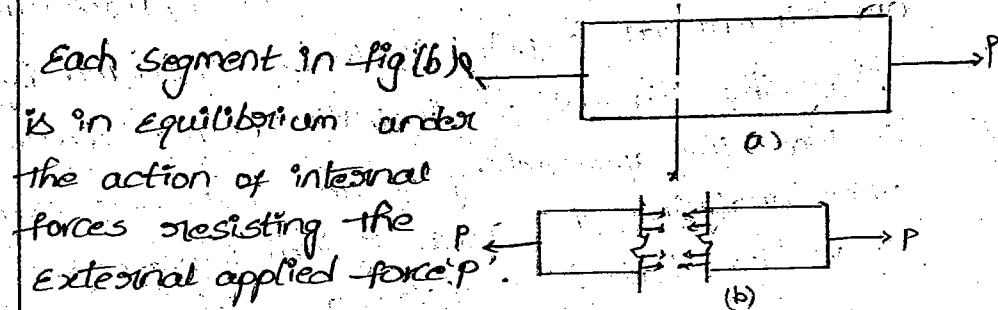 Each segment in fig(b)
P
is in equilibrium under
(a)
the action of internal
forces resisting the
P
P
external applied force 'P'.
(b)